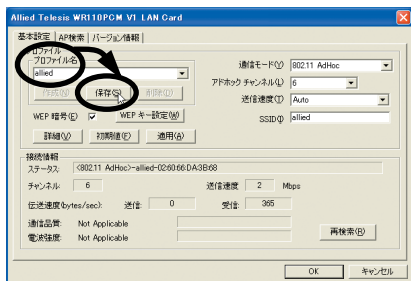 Allied Telesis WR110PCM V1 LAN Card
基本設定 AP検索 バージョン情報
プロファイル
プロファイル名
allied
作成(N) 保存(S) 削除(D)
WEP 暗号(E) WEP キー設定(W)
詳細(V) 初期値(F) 適用(A)
通信モード(Y) 802.11 AdHoc
アドホック チャンネル(L) 6
送信速度(T) Auto
SSID(I) allied
接続情報
ステータス: <802.11 AdHoc>-allied-02:60:66:DA:3B:68
チャンネル: 6 送信速度 2 Mbps
伝送速度(bytes/sec): 送信: 0 受信: 365
通信品質: Not Applicable
電波強度: Not Applicable
再検索(R)
OK キャンセル